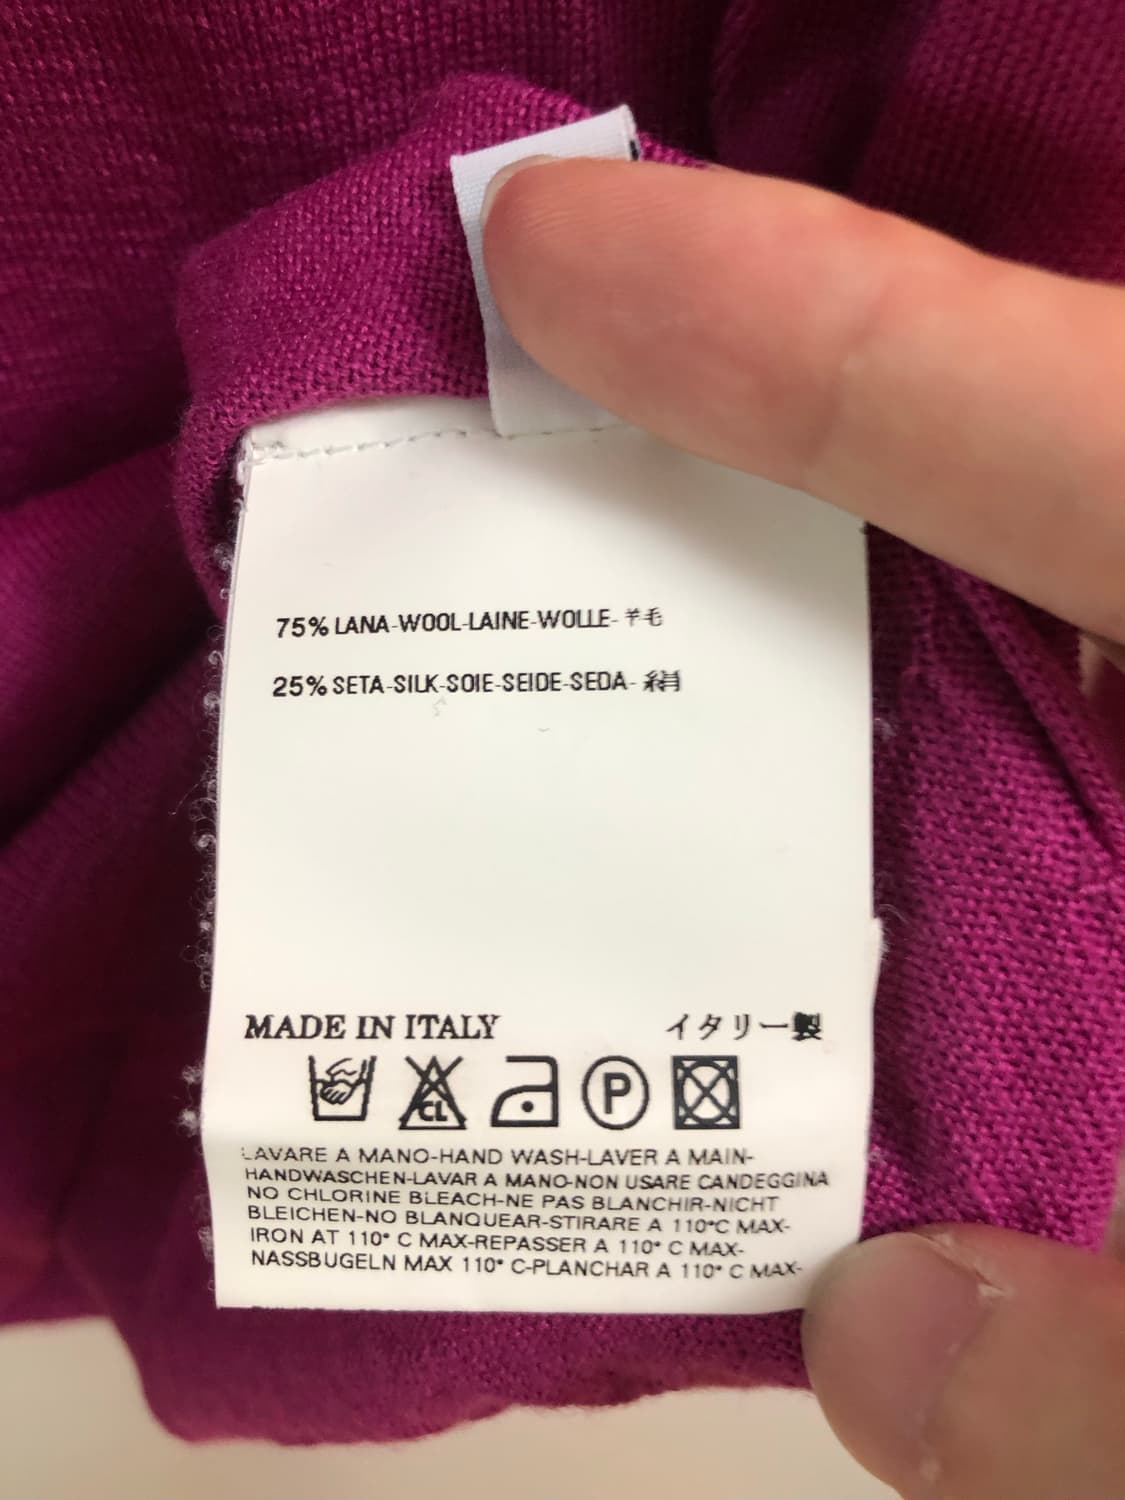 75% LANA-WOOL-LAINE-WOLLE-羊毛
25% SETA-SILK-SOIE-SEIDE-SEDA-絹
MADE IN ITALY イタリー製
CL P
LAVARE A MANO-HAND WASH-LAVER A MAIN-
HANDWASCHEN-LAVAR A MANO-NON USARE CANDEGGINA
NO CHLORINE BLEACH-NE PAS BLANCHIR-NICHT
BLEICHEN-NO BLANQUEAR-STIRARE A 110°C MAX-
IRON AT 110° C MAX-REPASSER A 110° C MAX-
NASSBUGELN MAX 110° C-PLANCHAR A 110° C MAX-